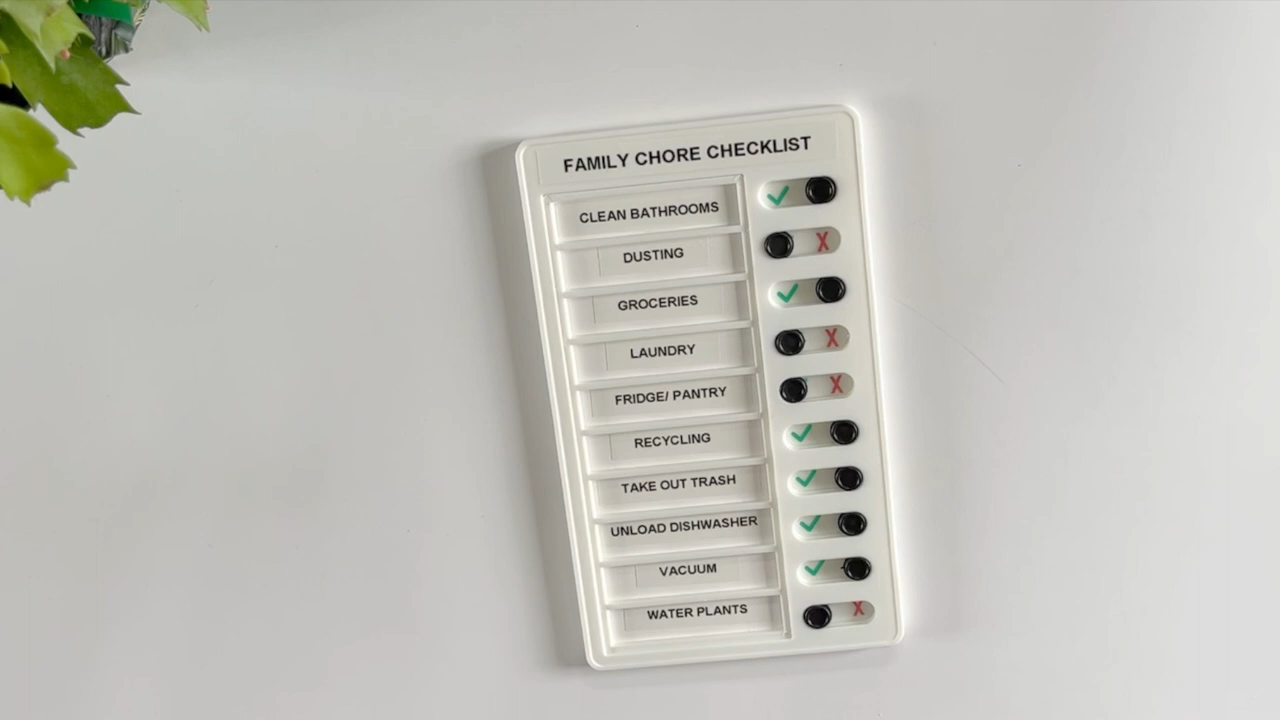 FAMILY CHORE CHECKLIST
CLEAN BATHROOMS ✓
DUSTING X
GROCERIES ✓
LAUNDRY X
FRIDGE/ PANTRY X
RECYCLING ✓
TAKE OUT TRASH ✓
UNLOAD DISHWASHER ✓
VACUUM ✓
WATER PLANTS X